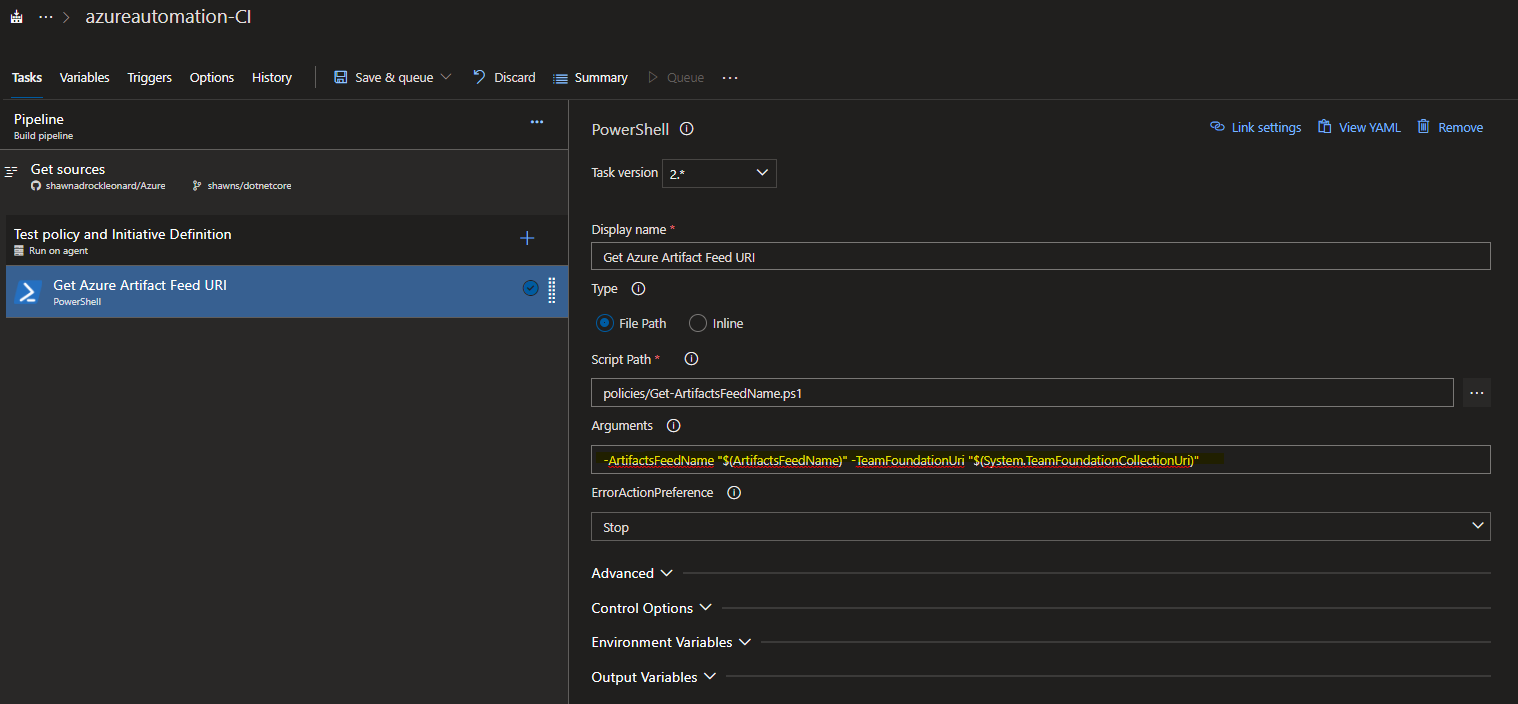 ··· > azureautomation-CI
Tasks Variables Triggers Options History Save & queue Discard Summary Queue ···
Pipeline ···
Build pipeline
Get sources
shawnadrockleonard/Azure shawns/dotnetcore
Test policy and Initiative Definition
Run on agent
Get Azure Artifact Feed URI
PowerShell
PowerShell Link settings View YAML Remove
Task version 2.*
Display name *
Get Azure Artifact Feed URI
Type
File Path Inline
Script Path *
policies/Get-ArtifactsFeedName.ps1 ···
Arguments
-ArtifactsFeedName "$(ArtifactsFeedName)" -TeamFoundationUri "$(System.TeamFoundationCollectionUri)"
ErrorActionPreference
Stop
Advanced
Control Options
Environment Variables
Output Variables